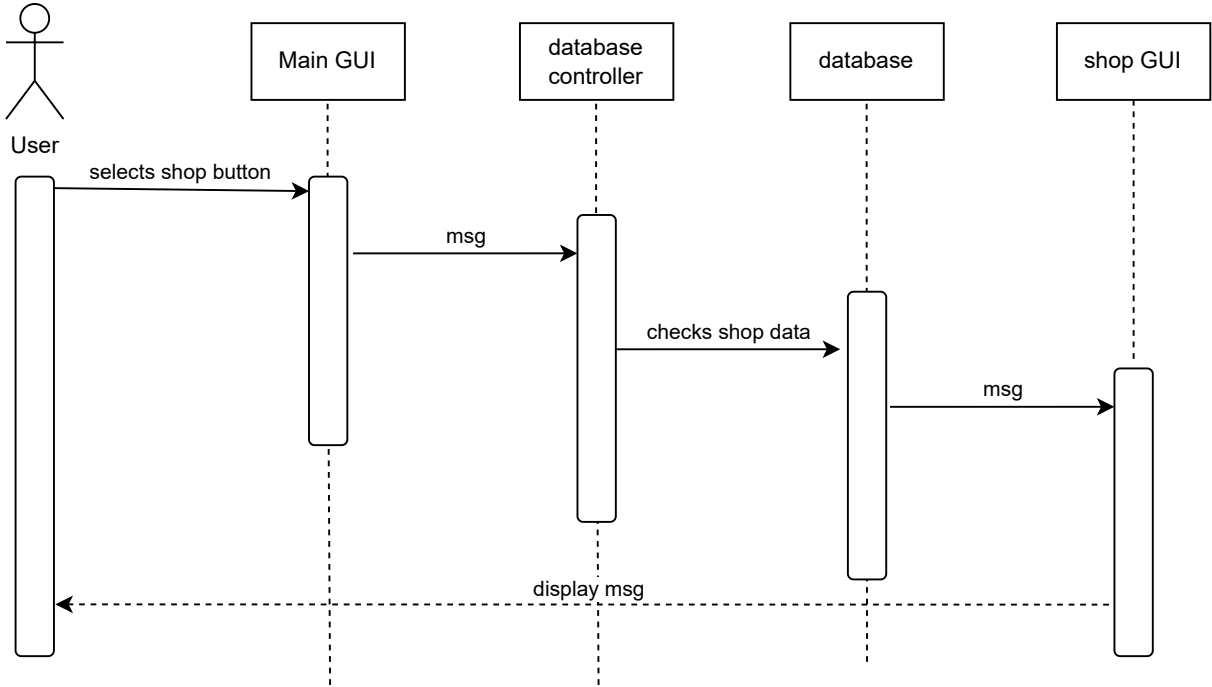 Main GUI
database
controller
database
shop GUI
User
selects shop button
msg
checks shop data
msg
display msg